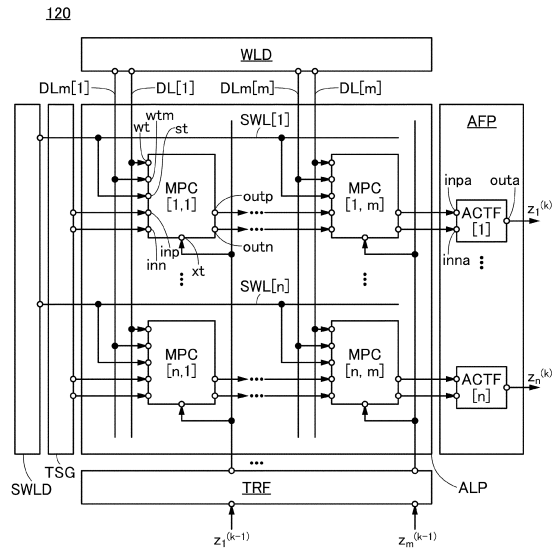 120
WLD
DLm[1]
DL[1]
DLm[m]
DL[m]
AFP
SWL[1]
wtm
wt
st
MPC
[1,1]
outp
outn
MPC
[1, m]
inpa
outa
ACTF
[1]
z₁⁽ᵏ⁾
inna
inn
inp
xt
SWL[n]
MPC
[n,1]
MPC
[n, m]
ACTF
[n]
zₙ⁽ᵏ⁾
SWLD
TSG
TRF
ALP
z₁⁽ᵏ⁻¹⁾
zₘ⁽ᵏ⁻¹⁾